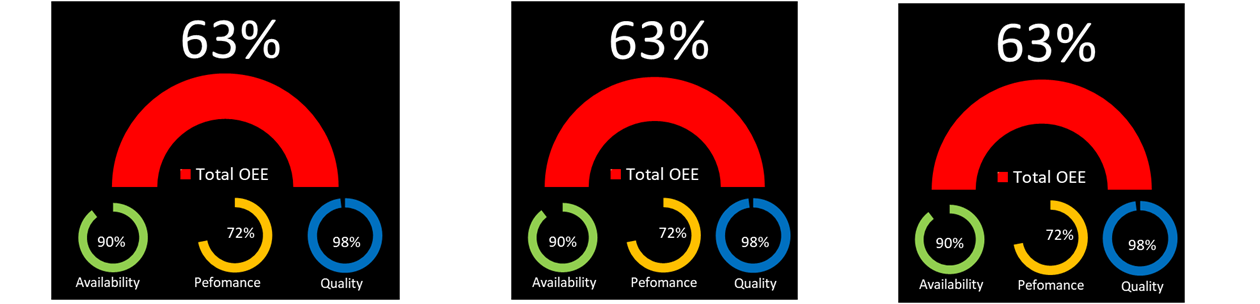 63%
Total OEE
90%
72%
98%
Availability
Pefomance
Quality
63%
Total OEE
90%
72%
98%
Availability
Pefomance
Quality
63%
Total OEE
90%
72%
98%
Availability
Pefomance
Quality